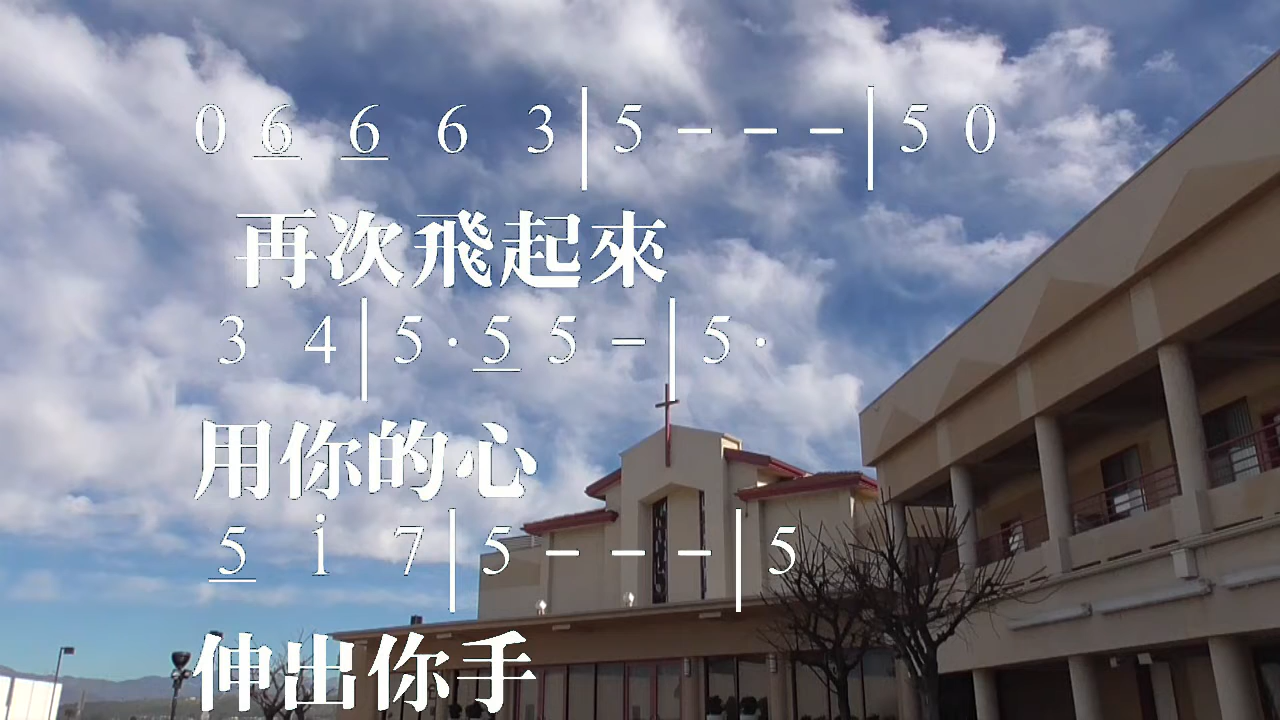 0 6 6 6 3 | 5 - - - | 5 0
再次飛起來
3 4 | 5 · 5 5 - | 5 ·
用你的心
5 i 7 | 5 - - - | 5
伸出你手